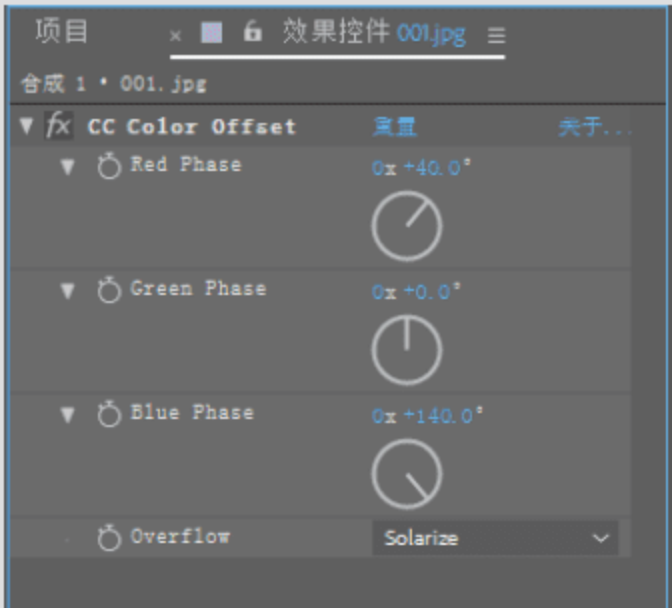 项目 × 效果控件 001.jpg ≡
合成 1 • 001.jpg
fx CC Color Offset 重置 关于...
Red Phase 0x +40.0°
Green Phase 0x +0.0°
Blue Phase 0x +140.0°
Overflow Solarize